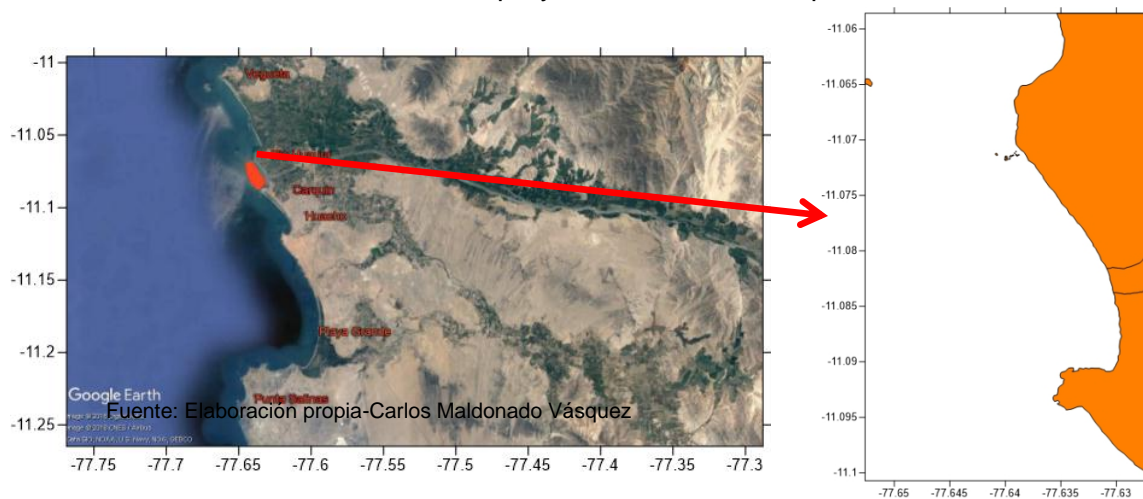 -11
-11.05
-11.1
-11.15
-11.2
-11.25
Vegueta
Carquin
Huacho
Playa Grande
Punta Salinas
Google Earth
Fuente: Elaboración propia-Carlos Maldonado Vásquez
-77.75 -77.7 -77.65 -77.6 -77.55 -77.5 -77.45 -77.4 -77.35 -77.3
-11.06
-11.065
-11.07
-11.075
-11.08
-11.085
-11.09
-11.095
-11.1
-77.65 -77.645 -77.64 -77.635 -77.63